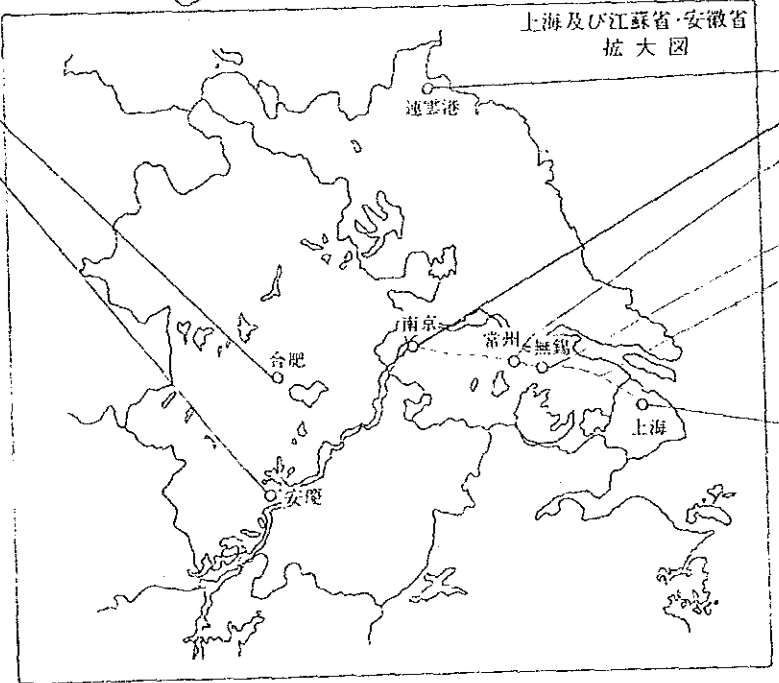 上海及び江蘇省·安徽省
拡大図
連雲港
南京
常州
無錫
合肥
上海
安慶